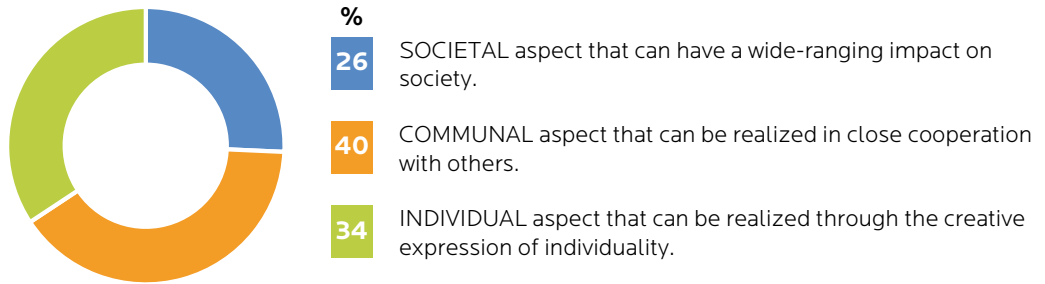 %
26
SOCIETAL aspect that can have a wide-ranging impact on
society.
40
COMMUNAL aspect that can be realized in close cooperation
with others.
34
INDIVIDUAL aspect that can be realized through the creative
expression of individuality.